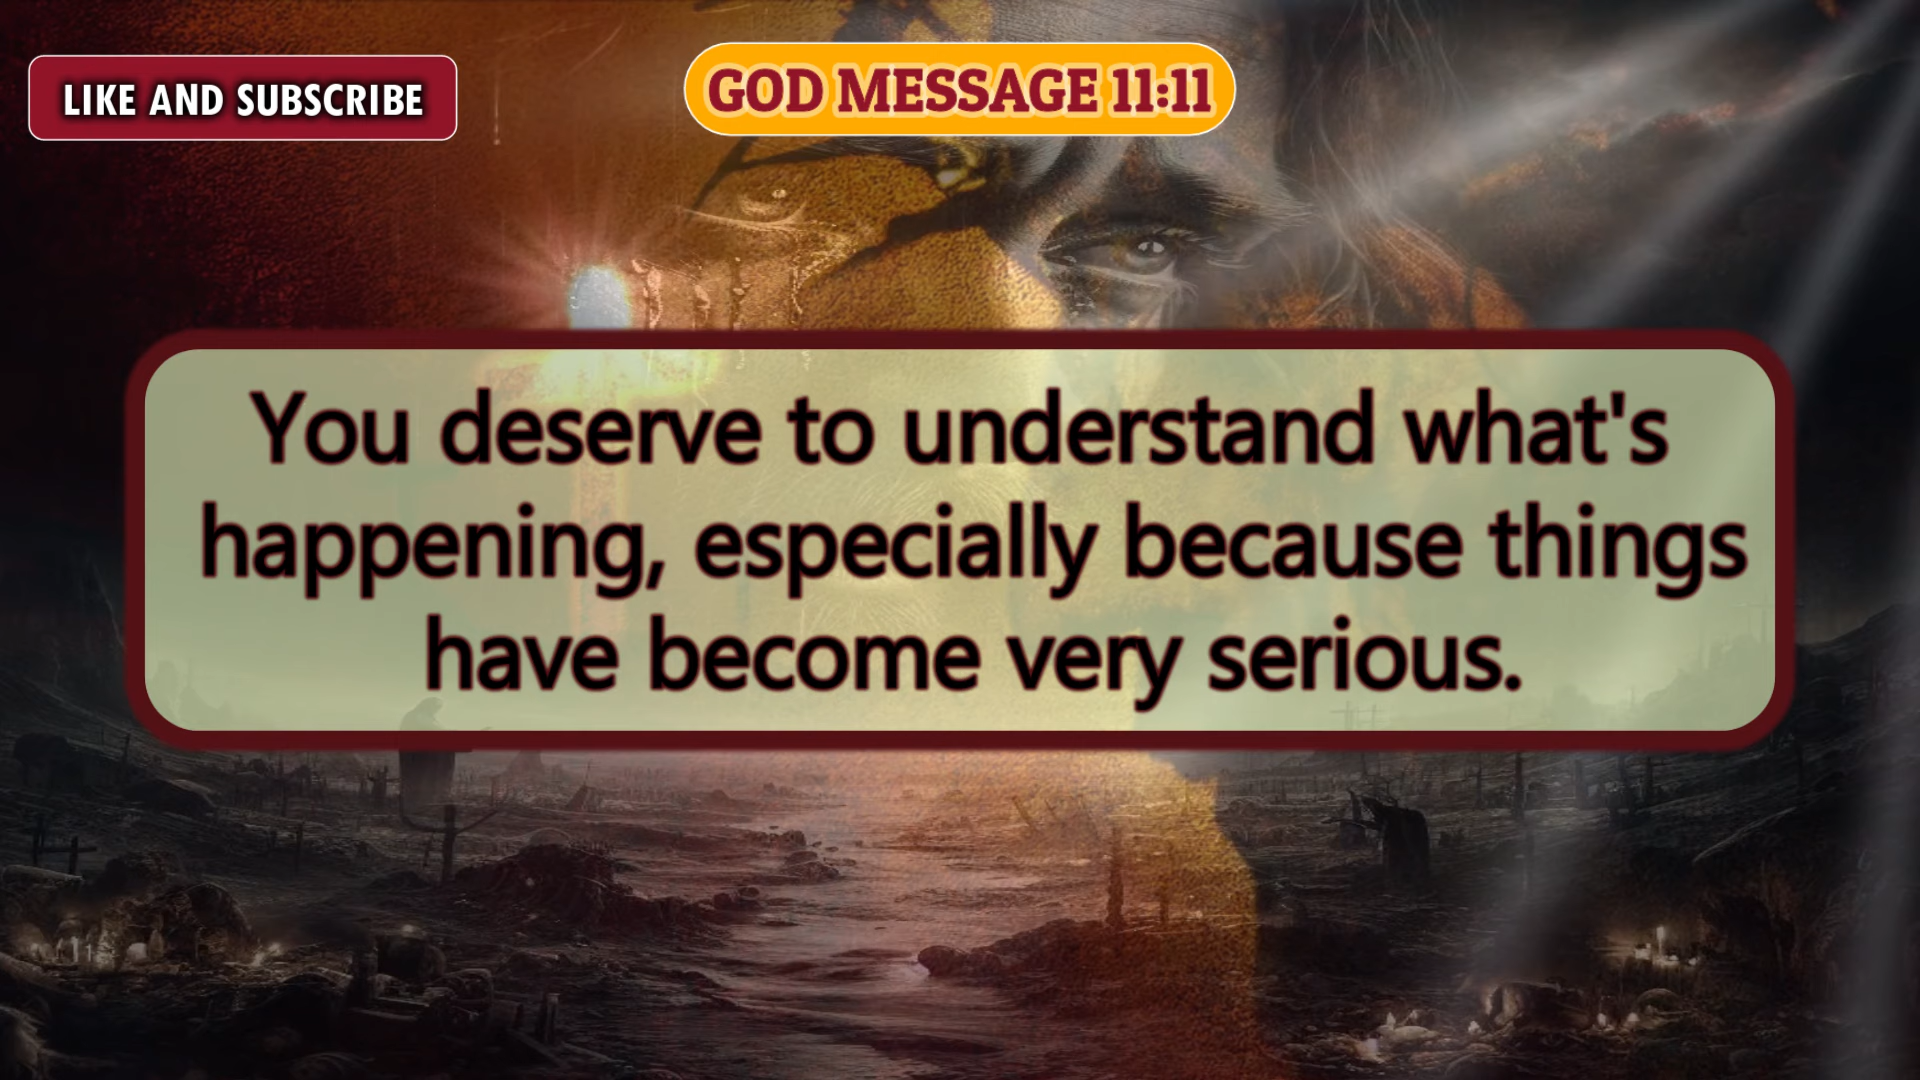 LIKE AND SUBSCRIBE
GOD MESSAGE 11:11
You deserve to understand what's
happening, especially because things
have become very serious.